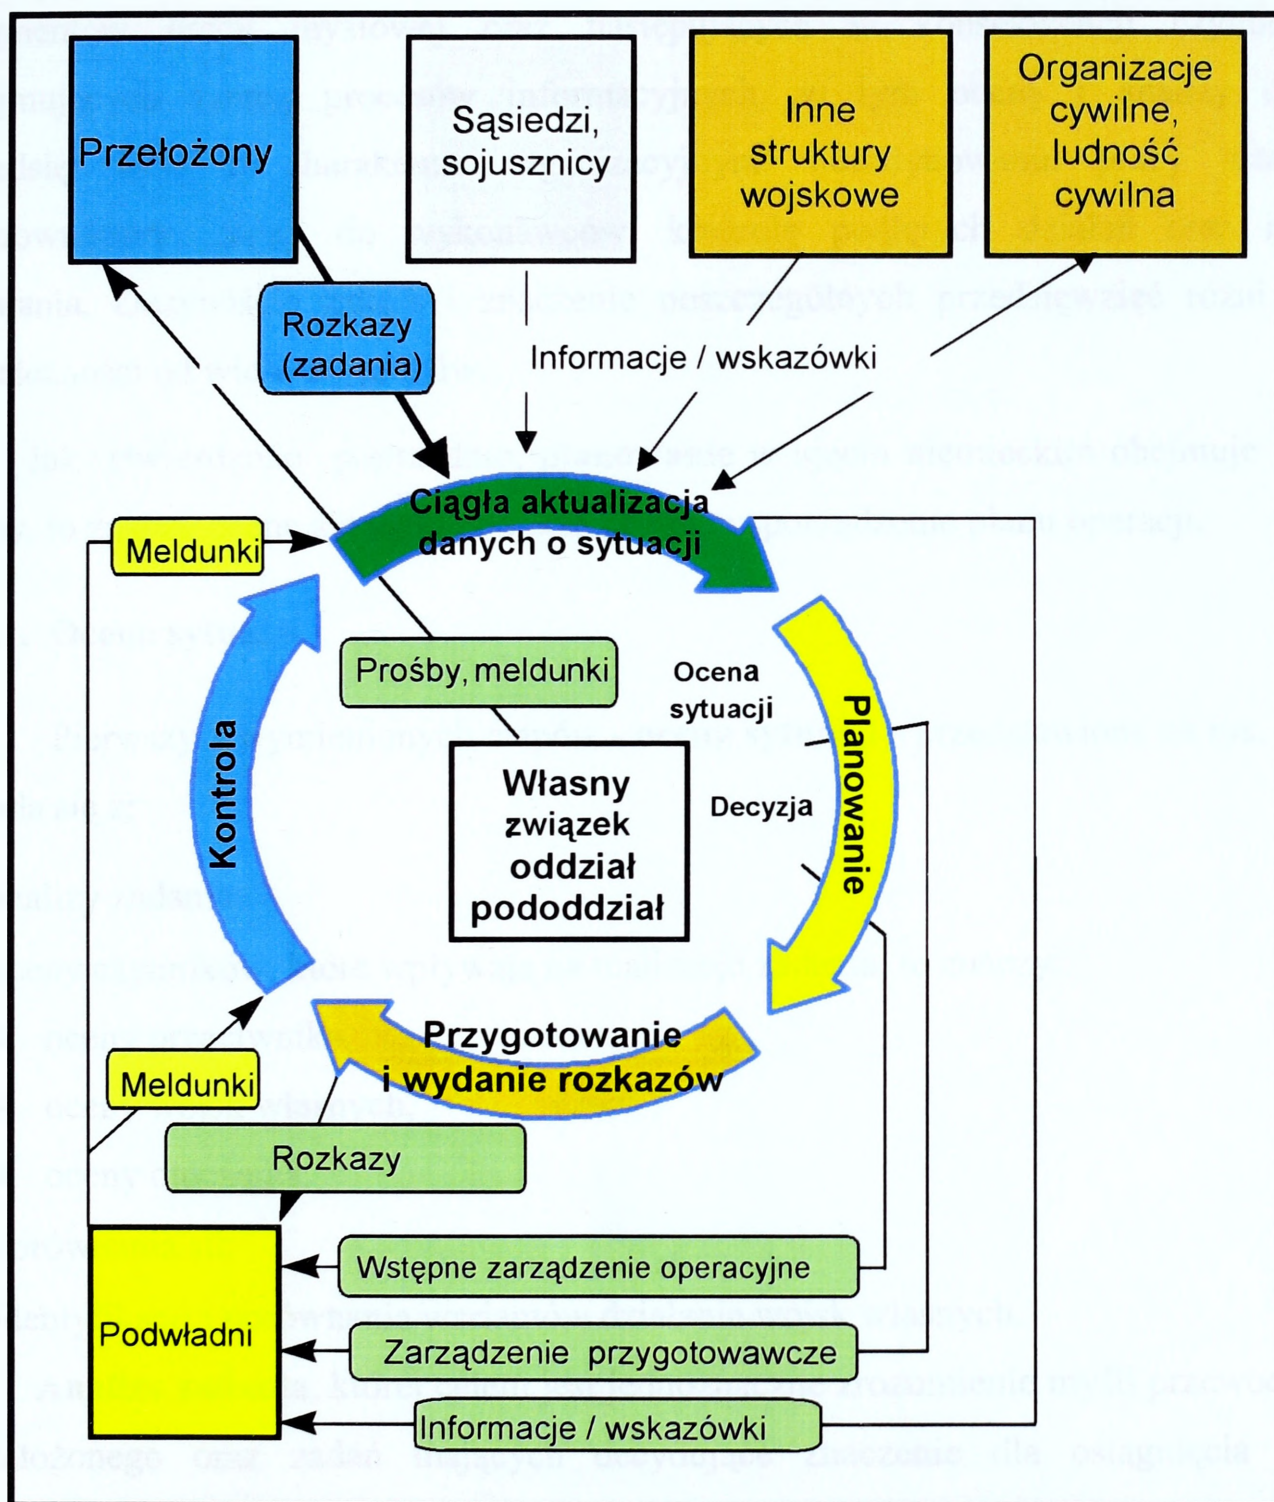 Przełożony
Sąsiedzi,
sojusznicy
Inne
struktury
wojskowe
Organizacje
cywilne,
ludność
cywilna
Rozkazy
(zadania)
Informacje / wskazówki
Ciągła aktualizacja
danych o sytuacji
Meldunki
Prośby, meldunki
Ocena
sytuacji
Planowanie
Kontrola
Własny
związek
oddział
pododdział
Decyzja
Przygotowanie
i wydanie rozkazów
Meldunki
Rozkazy
Podwładni
Wstępne zarządzenie operacyjne
Zarządzenie przygotowawcze
Informacje / wskazówki